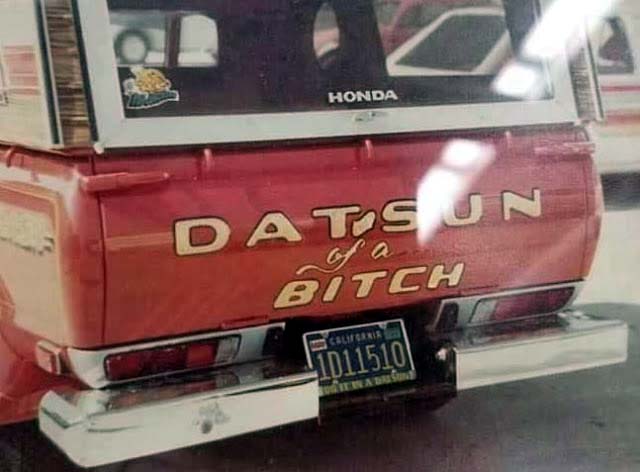 HONDA
DATSUN
of a
BITCH
CALIFORNIA
1D11510